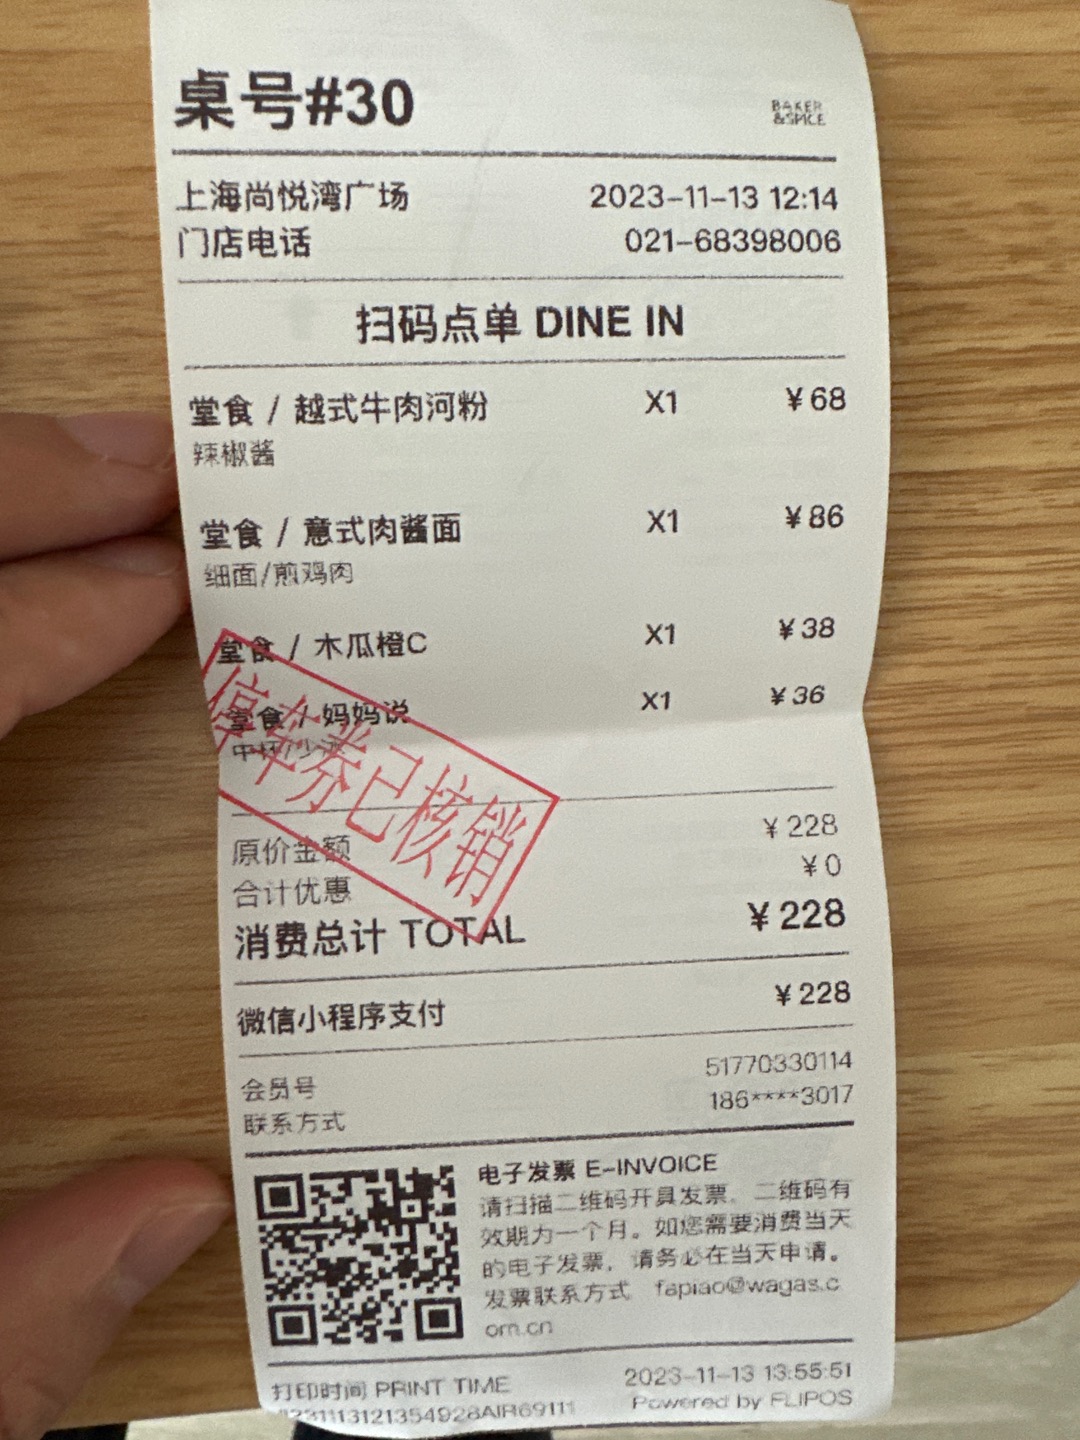 桌号#30
BAKER
&SPICE
上海尚悦湾广场 2023-11-13 12:14
门店电话 021-68398006
扫码点单 DINE IN
堂食 / 越式牛肉河粉 X1 ¥68
辣椒酱
堂食 / 意式肉酱面 X1 ¥86
细面/煎鸡肉
堂食 / 木瓜橙C X1 ¥38
堂食 / 妈妈说 X1 ¥36
中杯/少
停车券已核销
原价金额 ¥228
合计优惠 ¥0
消费总计 TOTAL ¥228
微信小程序支付 ¥228
会员号 51770330114
联系方式 186****3017
电子发票 E-INVOICE
请扫描二维码开具发票。二维码有
效期为一个月。如您需要消费当天
的电子发票，请务必在当天申请。
发票联系方式 fapiao@wagas.c
om.cn
打印时间 PRINT TIME 2023-11-13 13:55:51
Powered by FLIPOS